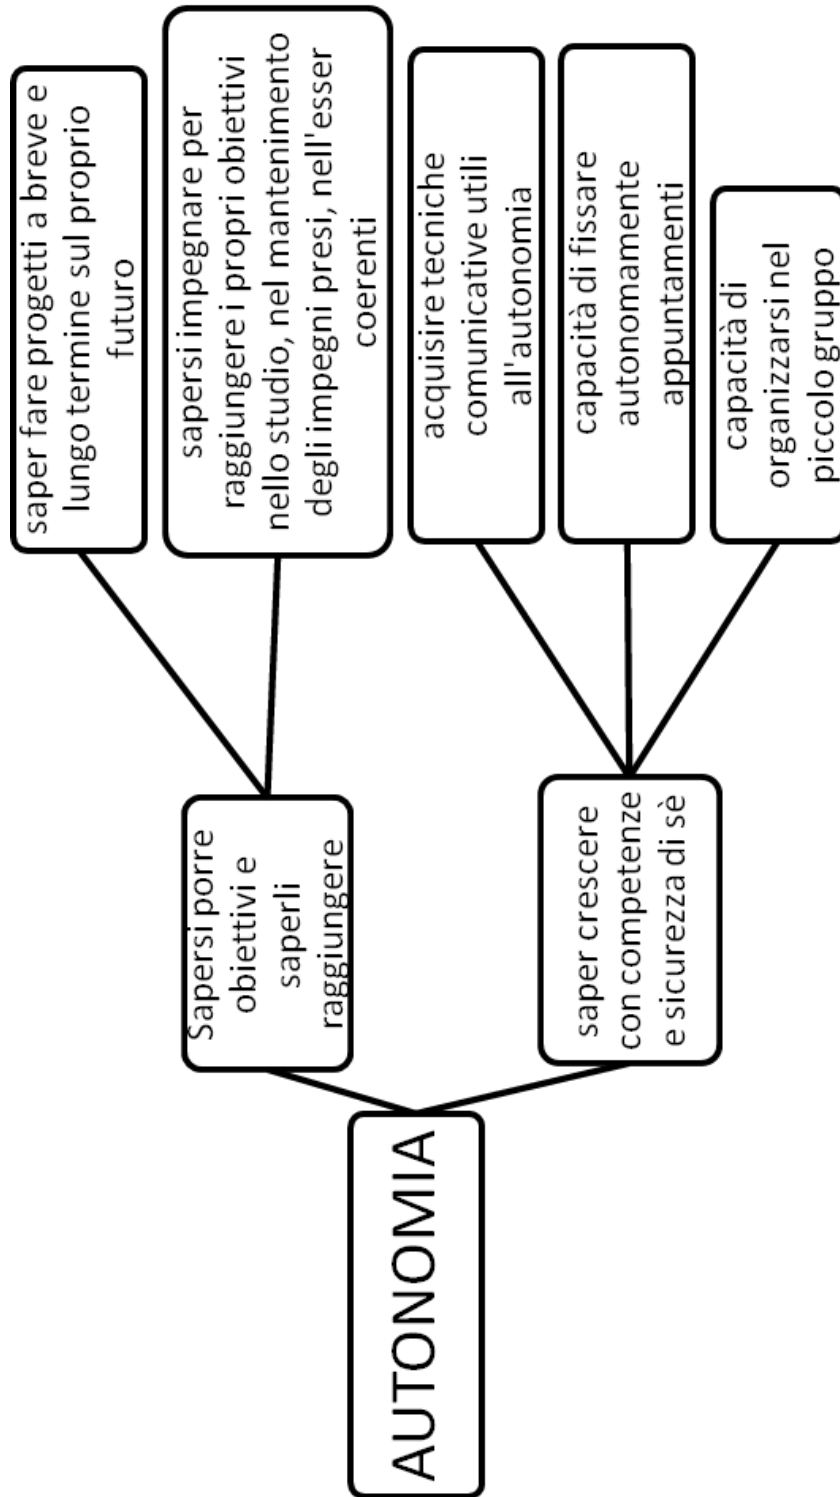 AUTONOMIA
Sapersi porre
obiettivi e
saperli
raggiungere
saper fare progetti a breve e
lungo termine sul proprio
futuro
sapersi impegnare per
raggiungere i propri obiettivi
nello studio, nel mantenimento
degli impegni presi, nell'esser
coerenti
saper crescere
con competenze
e sicurezza di sè
acquisire tecniche
comunicative utili
all'autonomia
capacità di fissare
autonomamente
appuntamenti
capacità di
organizzarsi nel
piccolo gruppo